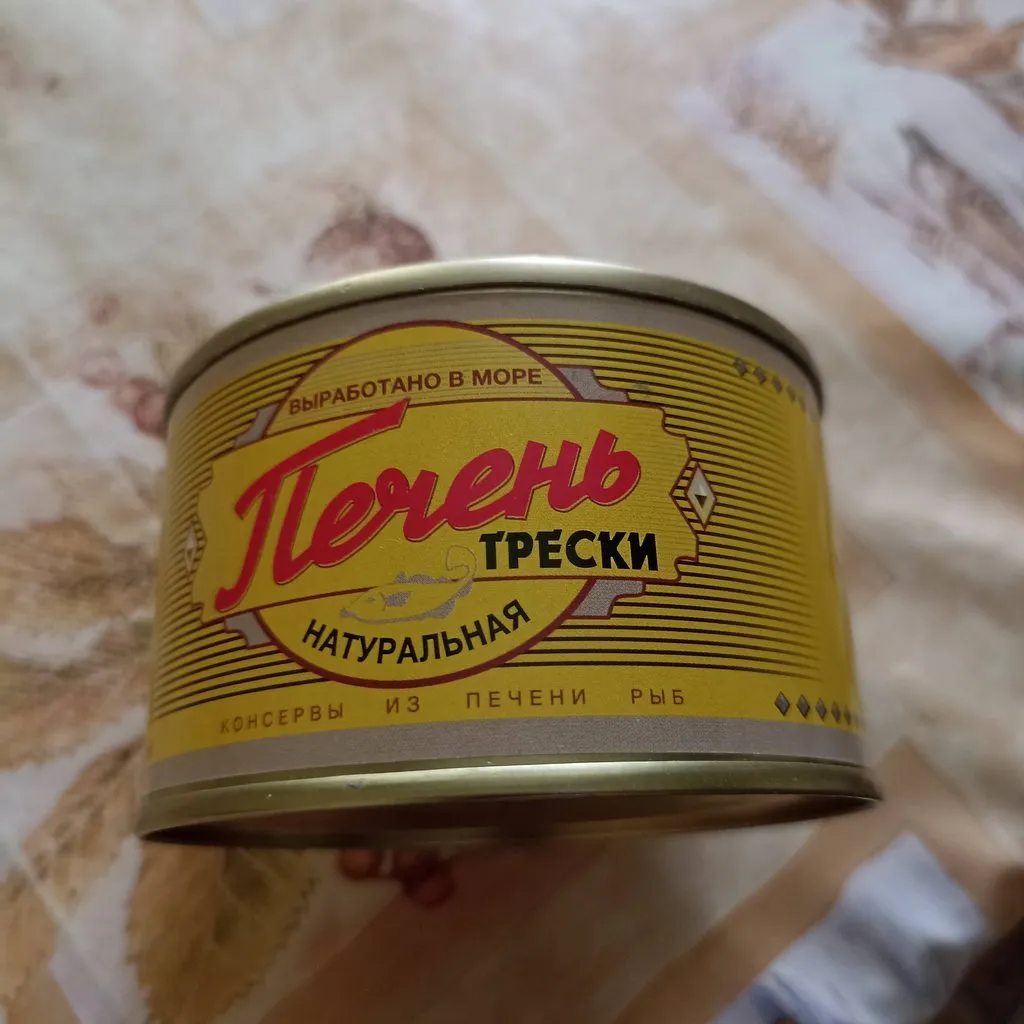 ВЫРАБОТАНО В МОРЕ
Печень
ТРЕСКИ
НАТУРАЛЬНАЯ
КОНСЕРВЫ ИЗ ПЕЧЕНИ РЫБ